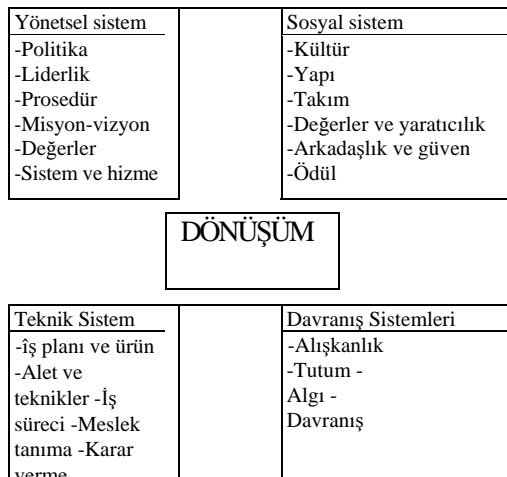 Yönetsel sistem
-Politika
-Liderlik
-Prosedür
-Misyon-vizyon
-Değerler
-Sistem ve hizme
Sosyal sistem
-Kültür
-Yapı
-Takım
-Değerler ve yaratıcılık
-Arkadaşlık ve güven
-Ödül
DÖNÜŞÜM
Teknik Sistem
-îş planı ve ürün
-Alet ve
teknikler -İş
süreci -Meslek
tanıma -Karar
verme
Davranış Sistemleri
-Alışkanlık
-Tutum -
Algı -
Davranış